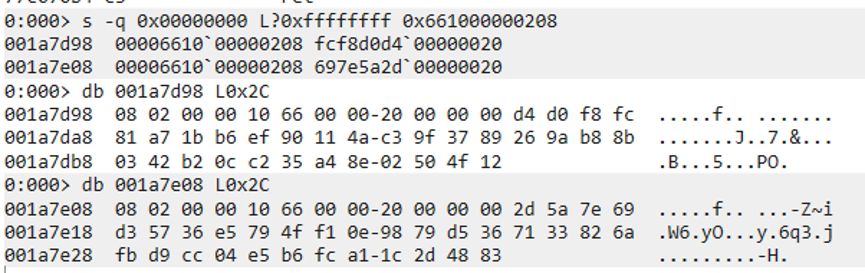 0:000> s -q 0x00000000 L?0xffffffff 0x661000000208
001a7d98  00006610`00000208 fcf8d0d4`00000020
001a7e08  00006610`00000208 697e5a2d`00000020
0:000> db 001a7d98 L0x2C
001a7d98  08 02 00 00 10 66 00 00-20 00 00 00 d4 d0 f8 fc  .....f.. .......
001a7da8  81 a7 1b b6 ef 90 11 4a-c3 9f 37 89 26 9a b8 8b  .......J..7.&...
001a7db8  03 42 b2 0c c2 35 a4 8e-02 50 4f 12              .B...5...PO.
0:000> db 001a7e08 L0x2C
001a7e08  08 02 00 00 10 66 00 00-20 00 00 00 2d 5a 7e 69  .....f.. ...-Z~i
001a7e18  d3 57 36 e5 79 4f f1 0e-98 79 d5 36 71 33 82 6a  .W6.yO...y.6q3.j
001a7e28  fb d9 cc 04 e5 b6 fc a1-1c 2d 48 83              .........-H.